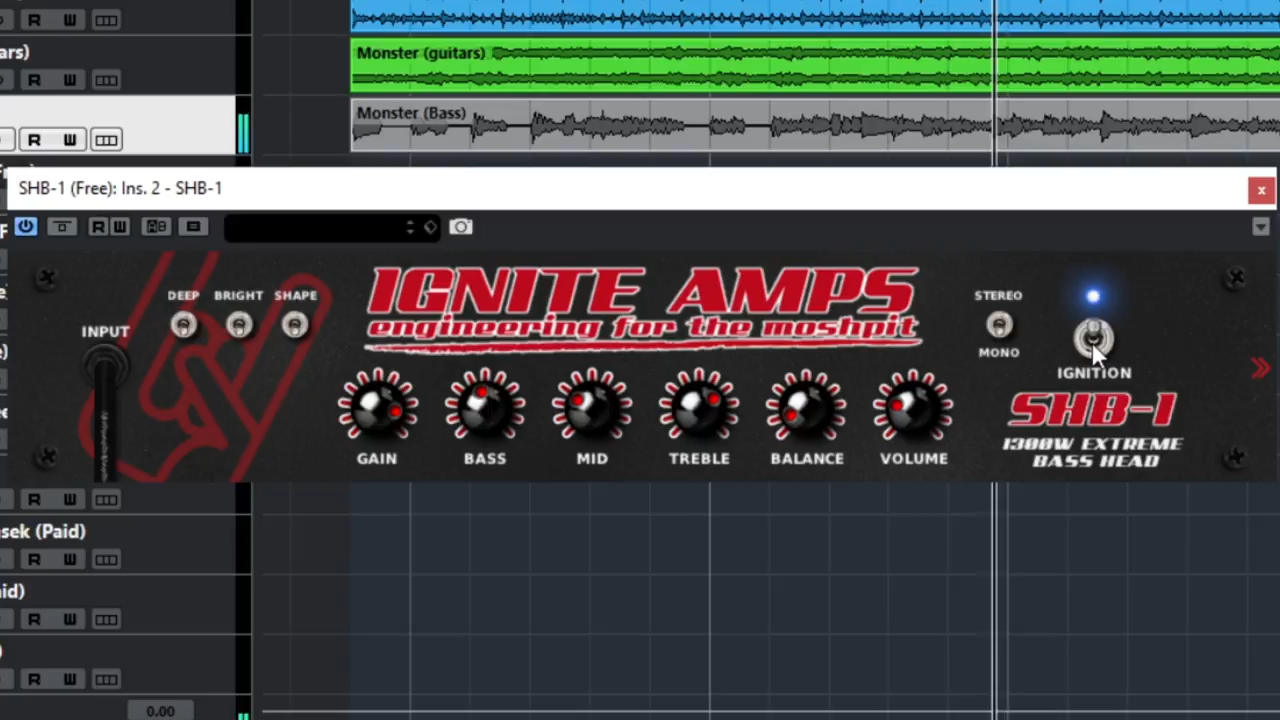 R W
ars)
Monster (guitars)
R W
Monster (Bass)
R W
SHB-1 (Free): Ins. 2 - SHB-1
x
R W
IGNITE AMPS
engineering for the moshpit
DEEP BRIGHT SHAPE
INPUT
STEREO
MONO
IGNITION
GAIN BASS MID TREBLE BALANCE VOLUME
SHB-1
1300W EXTREME
BASS HEAD
R W
sek (Paid)
R W
aid)
R W
R W
0.00